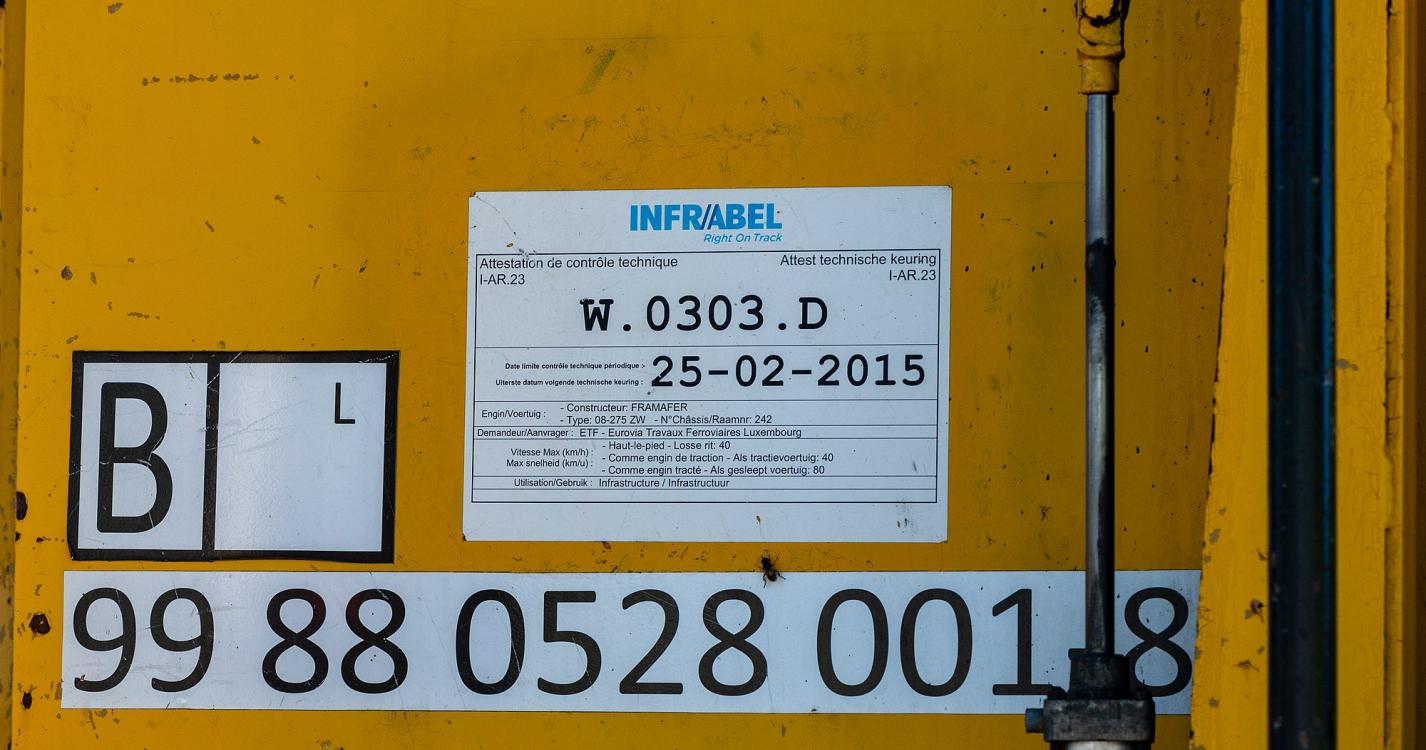 INFRABEL
Right On Track
Attestation de contrôle technique Attest technische keuring
I-AR.23 I-AR.23
W.0303.D
Date limite contrôle technique périodique :
Uiterste datum volgende technische keuring : 25-02-2015
Engin/Voertuig : - Constructeur: FRAMAFER
- Type: 08-275 ZW - N°Châssis/Raamnr: 242
Demandeur/Aanvrager : ETF - Eurovia Travaux Ferroviaires Luxembourg
Vitesse Max (km/h) : - Haut-le-pied - Losse rit: 40
Max snelheid (km/u) : - Comme engin de traction - Als tractievoertuig: 40
- Comme engin tracté - Als gesleept voertuig: 80
Utilisation/Gebruik : Infrastructure / Infrastructuur
B L
99 88 0528 001 8